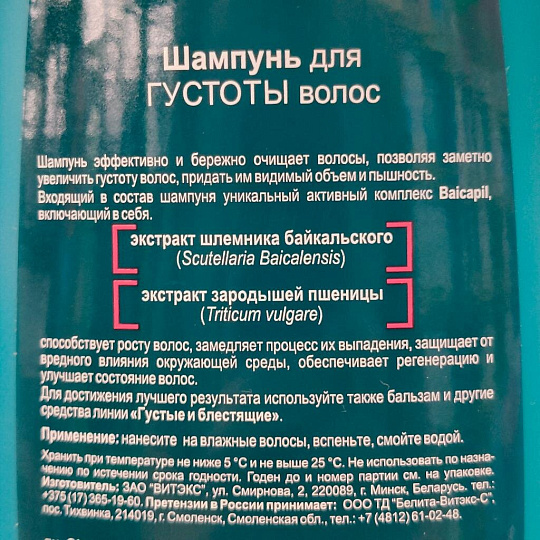 Шампунь для
ГУСТОТЫ волос
Шампунь эффективно и бережно очищает волосы, позволяя заметно
увеличить густоту волос, придать им видимый объем и пышность.
Входящий в состав шампуня уникальный активный комплекс Baicapil,
включающий в себя.
экстракт шлемника байкальского
(Scutellaria Baicalensis)
экстракт зародышей пшеницы
(Triticum vulgare)
способствует росту волос, замедляет процесс их выпадения, защищает от
вредного влияния окружающей среды, обеспечивает регенерацию и
улучшает состояние волос.
Для достижения лучшего результата используйте также бальзам и другие
средства линии «Густые и блестящие».
Применение: нанесите на влажные волосы, вспеньте, смойте водой.
Хранить при температуре не ниже 5 °C и не выше 25 °C. Не использовать по назна-
чению по истечении срока годности. Годен до и номер партии см. на упаковке.
Изготовитель: ЗАО "ВИТЭКС", ул. Смирнова, 2, 220089, г. Минск, Беларусь. тел.:
+375 (17) 365-19-60. Претензии в России принимает: ООО ТД "Белита-Витэкс-С",
пос. Тихвинка, 214019, г. Смоленск, Смоленская обл., тел.: +7 (4812) 61-02-48.